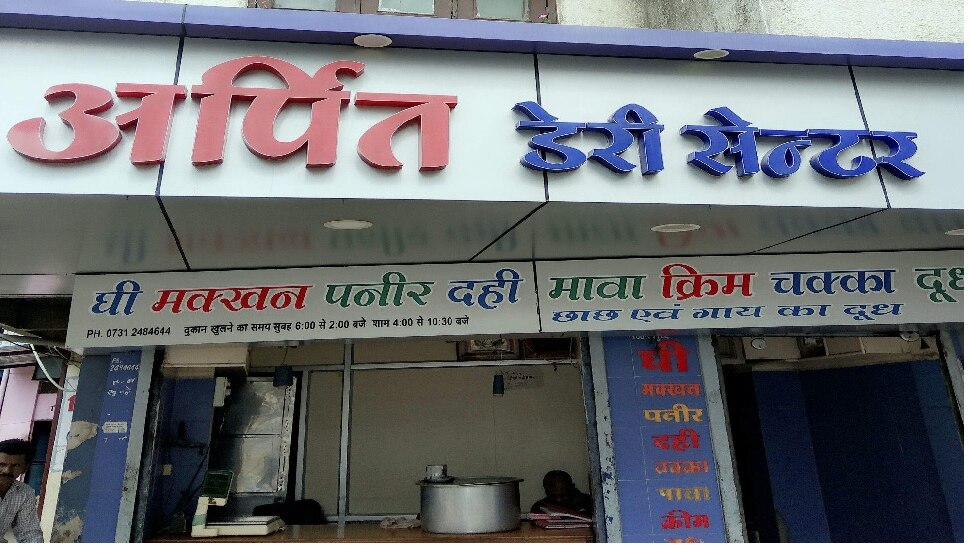 अर्पित डेरी सेन्टर
घी मक्खन पनीर दही मावा क्रिम चक्का दूध
छाछ एवं गाय का दूध
PH. 0731 2484644 दुकान खुलने का समय सुबह 6:00 से 2:00 बजे शाम 4:00 से 10:30 बजे
घी
मक्खन
पनीर
दही
चक्का
मावा
क्रीम